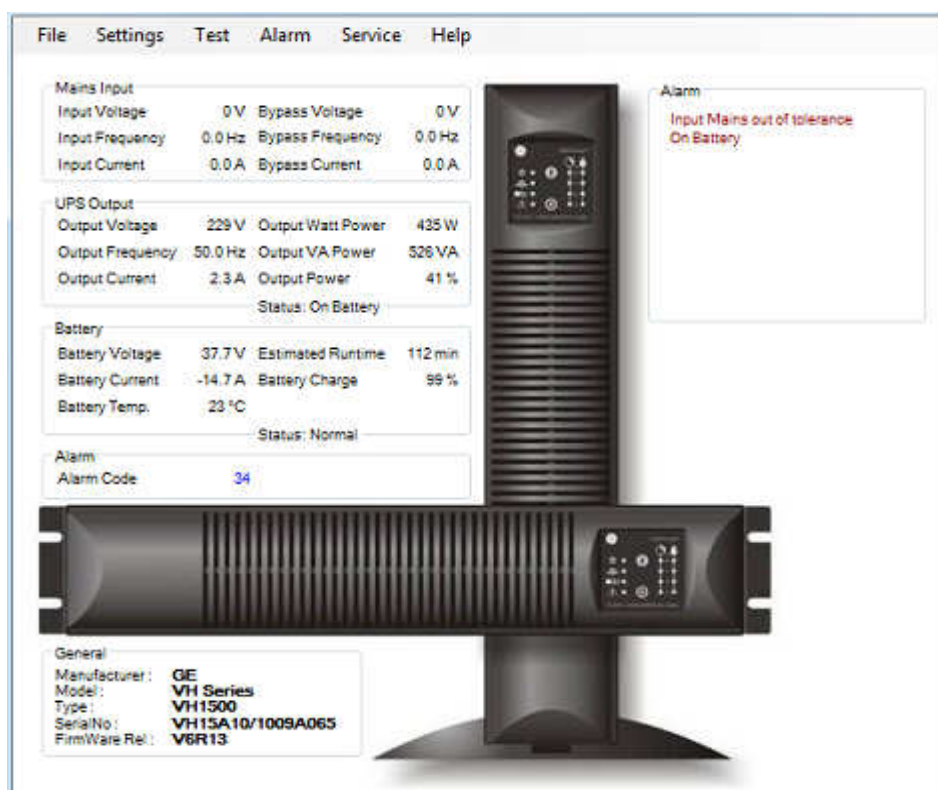 File Settings Test Alarm Service Help
Mains Input
Input Voltage 0 V Bypass Voltage 0 V
Input Frequency 0.0 Hz Bypass Frequency 0.0 Hz
Input Current 0.0 A Bypass Current 0.0 A
UPS Output
Output Voltage 229 V Output Watt Power 435 W
Output Frequency 50.0 Hz Output VA Power 526 VA
Output Current 2.3 A Output Power 41 %
Status: On Battery
Battery
Battery Voltage 37.7 V Estimated Runtime 112 min
Battery Current -14.7 A Battery Charge 99 %
Battery Temp. 23 °C
Status: Normal
Alarm
Alarm Code 34
Alarm
Input Mains out of tolerance
On Battery
General
Manufacturer : GE
Model : VH Series
Type : VH1500
SerialNo : VH15A10/1009A065
FirmWare Rel : V6R13